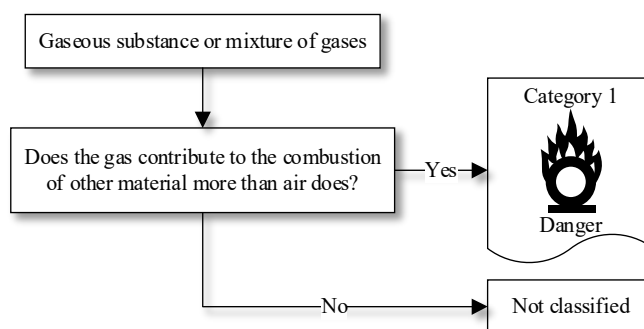 Gaseous substance or mixture of gases
Does the gas contribute to the combustion
of other material more than air does?
Yes
Category 1
Danger
No
Not classified